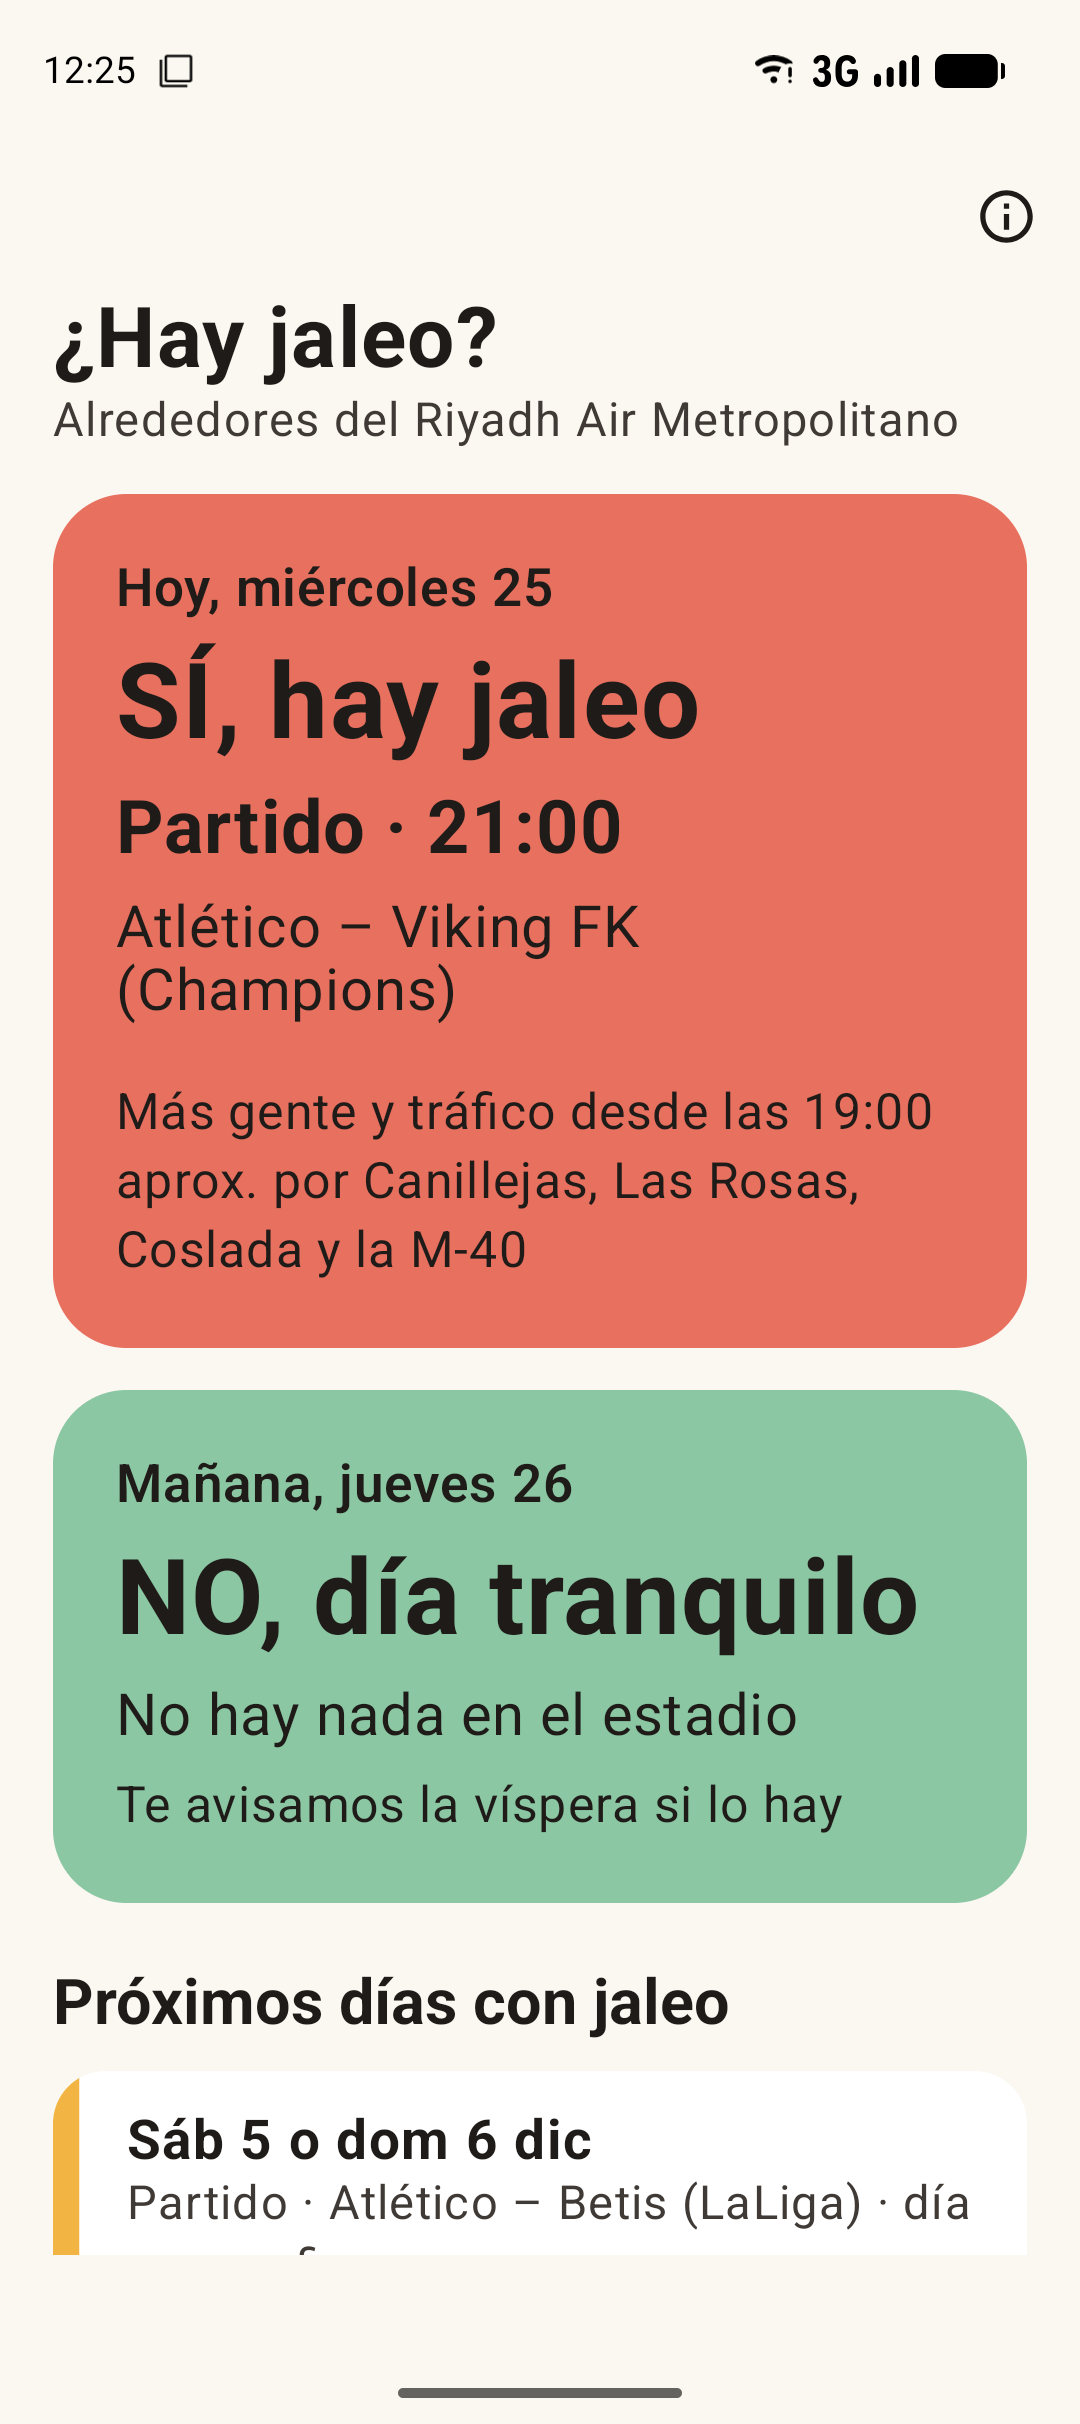 12:25
3G
¿Hay jaleo?
Alrededores del Riyadh Air Metropolitano
Hoy, miércoles 25
SÍ, hay jaleo
Partido · 21:00
Atlético – Viking FK
(Champions)
Más gente y tráfico desde las 19:00
aprox. por Canillejas, Las Rosas,
Coslada y la M-40
Mañana, jueves 26
NO, día tranquilo
No hay nada en el estadio
Te avisamos la víspera si lo hay
Próximos días con jaleo
Sáb 5 o dom 6 dic
Partido · Atlético – Betis (LaLiga) · día